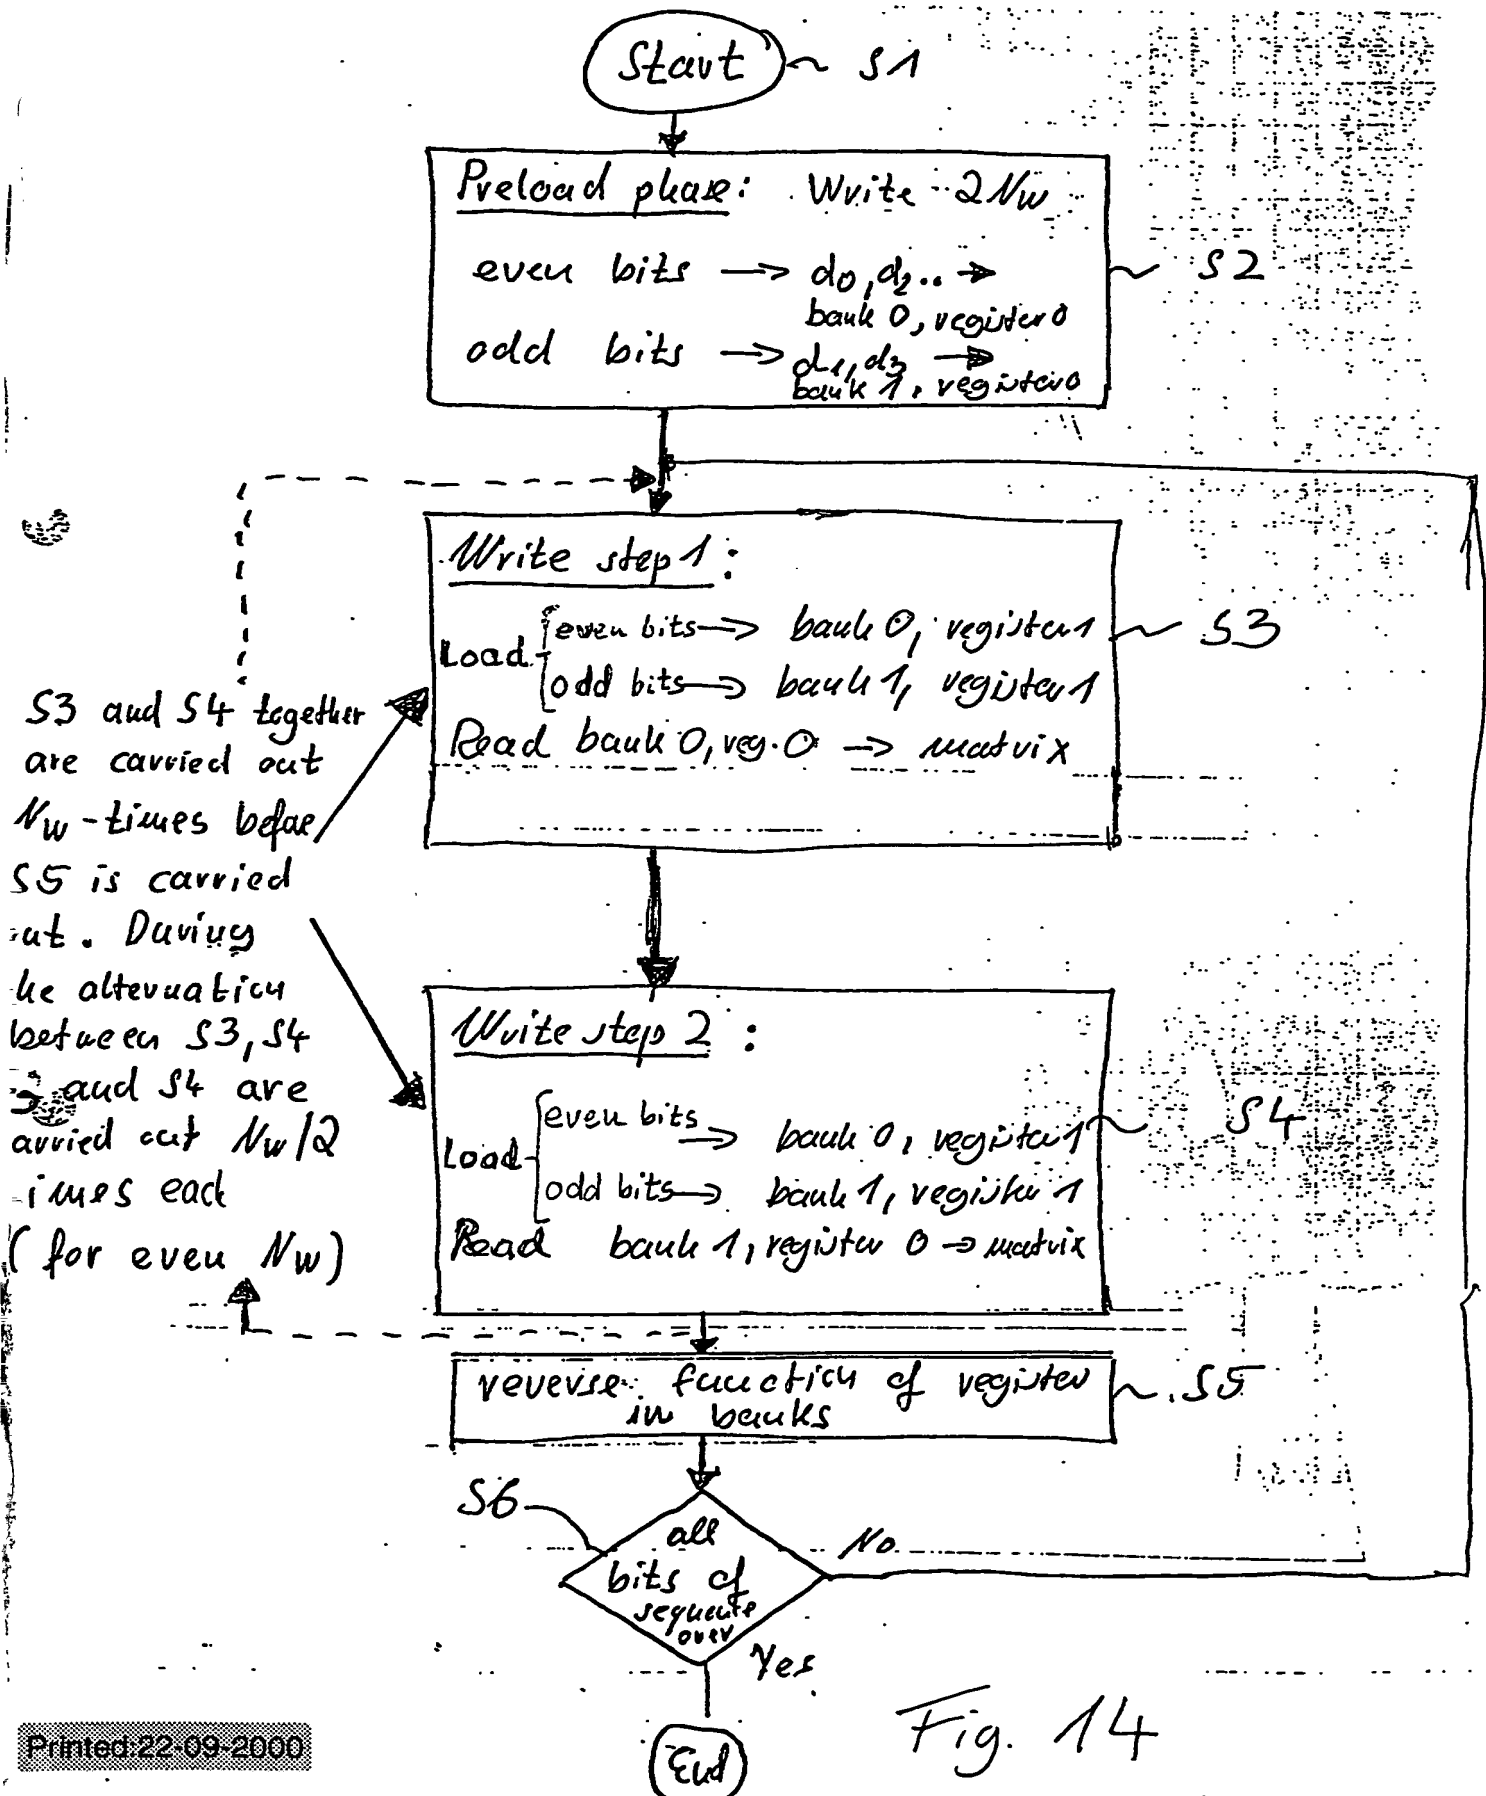 Start S1
Preload phase: Write 2NW
even bits → d0, d2.. →
bank 0, register 0
S2
odd bits → d1, d3 →
bank 1, register 0
Write step 1:
Load
even bits → bank 0, register 1
odd bits → bank 1, register 1
S3
Read bank 0, reg. 0 → matrix
S3 and S4 together
are carried out
NW-times before
S5 is carried
ut. During
he alternation
between S3, S4
and S4 are
arried out NW/2
imes each
(for even NW)
Write step 2:
Load
even bits → bank 0, register 1
odd bits → bank 1, register 1
S4
Read bank 1, register 0 → matrix
reverse function of register
in banks
S5
S6
all
bits of
sequence
over
No
Yes
End
Fig. 14
Printed:22-09-2000